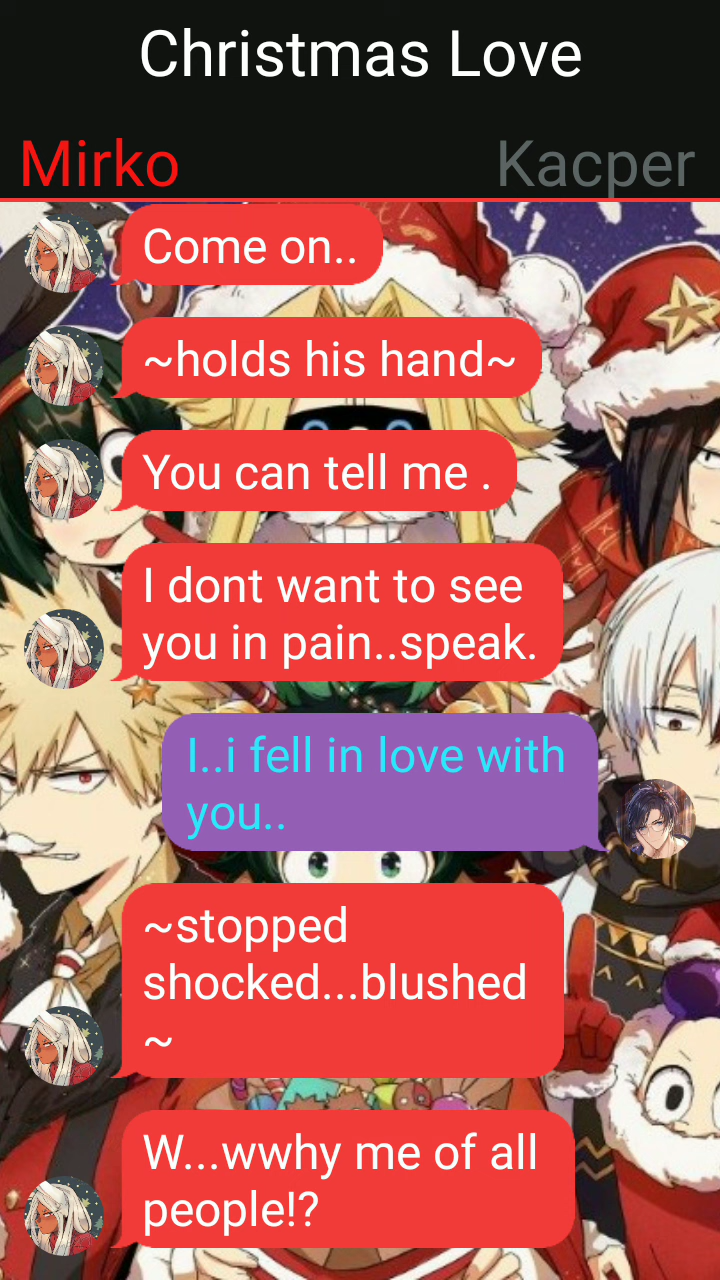 Christmas Love
Mirko Kacper
Come on..
~holds his hand~
You can tell me .
I dont want to see
you in pain..speak.
I..i fell in love with
you..
~stopped
shocked...blushed
~
W...wwhy me of all
people!?